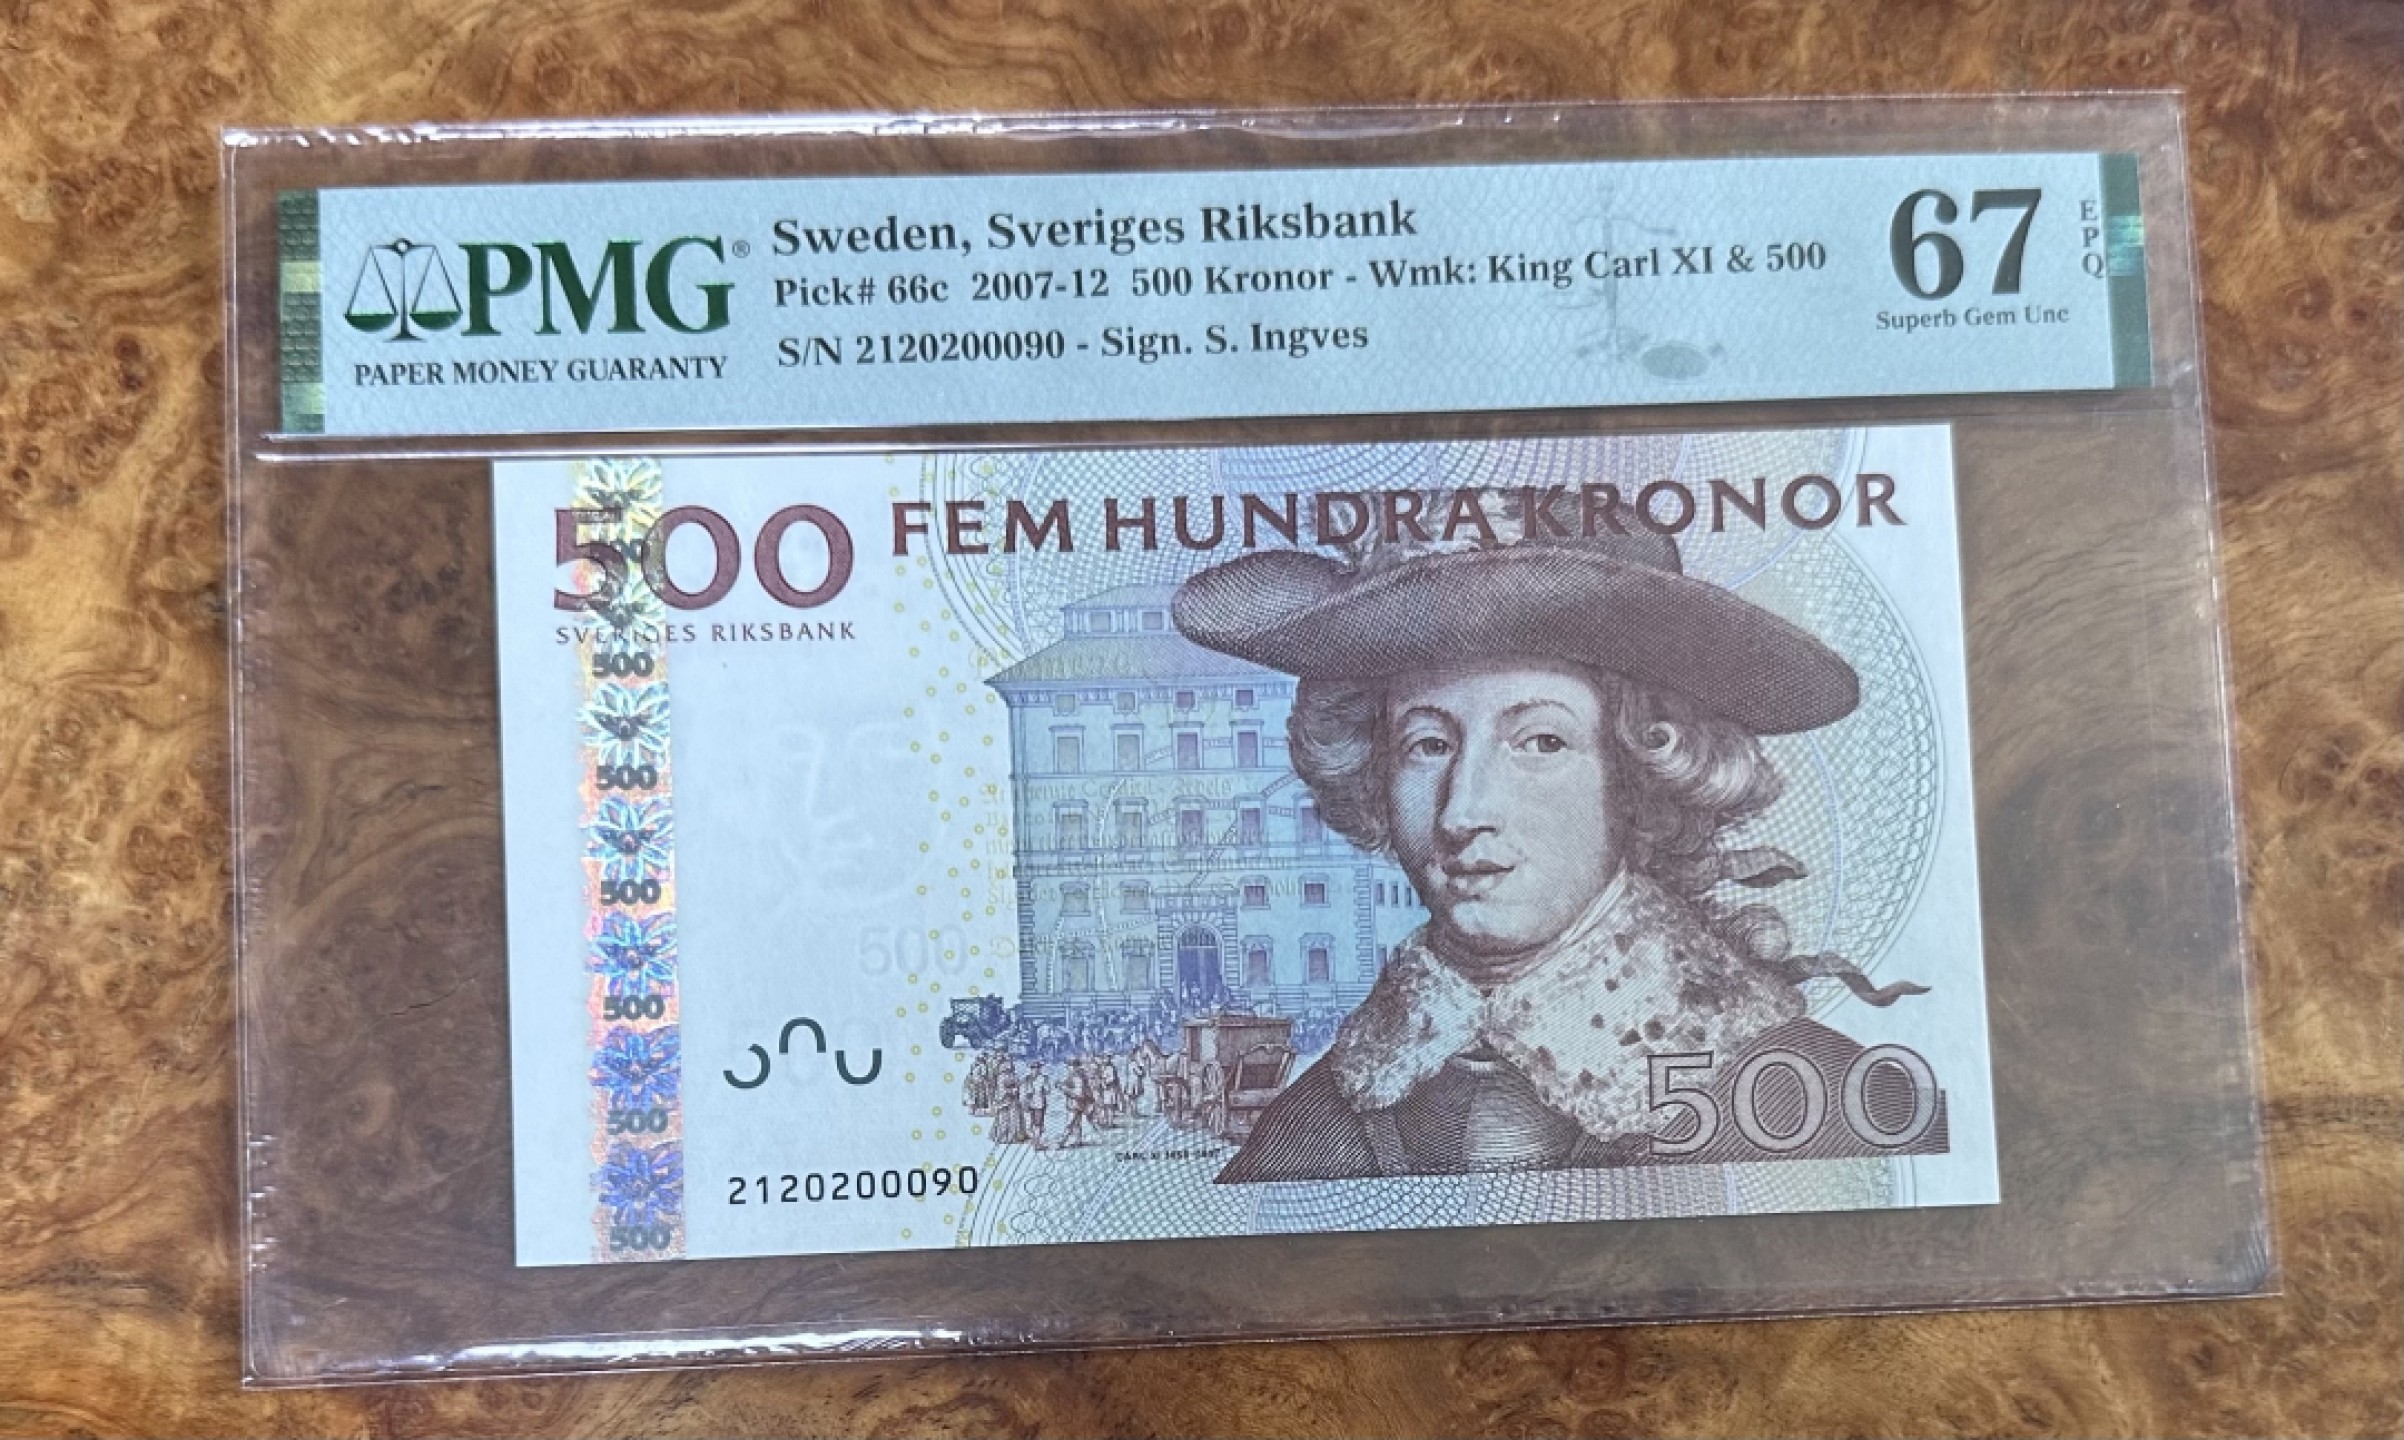 PMG®
PAPER MONEY GUARANTY
Sweden, Sveriges Riksbank
Pick# 66c 2007-12 500 Kronor - Wmk: King Carl XI & 500
S/N 2120200090 - Sign. S. Ingves
67
EPQ
Superb Gem Unc
500 FEM HUNDRA KRONOR
SVERIGES RIKSBANK
500
500
500
500
500
500
500
500
CARL XI
2120200090